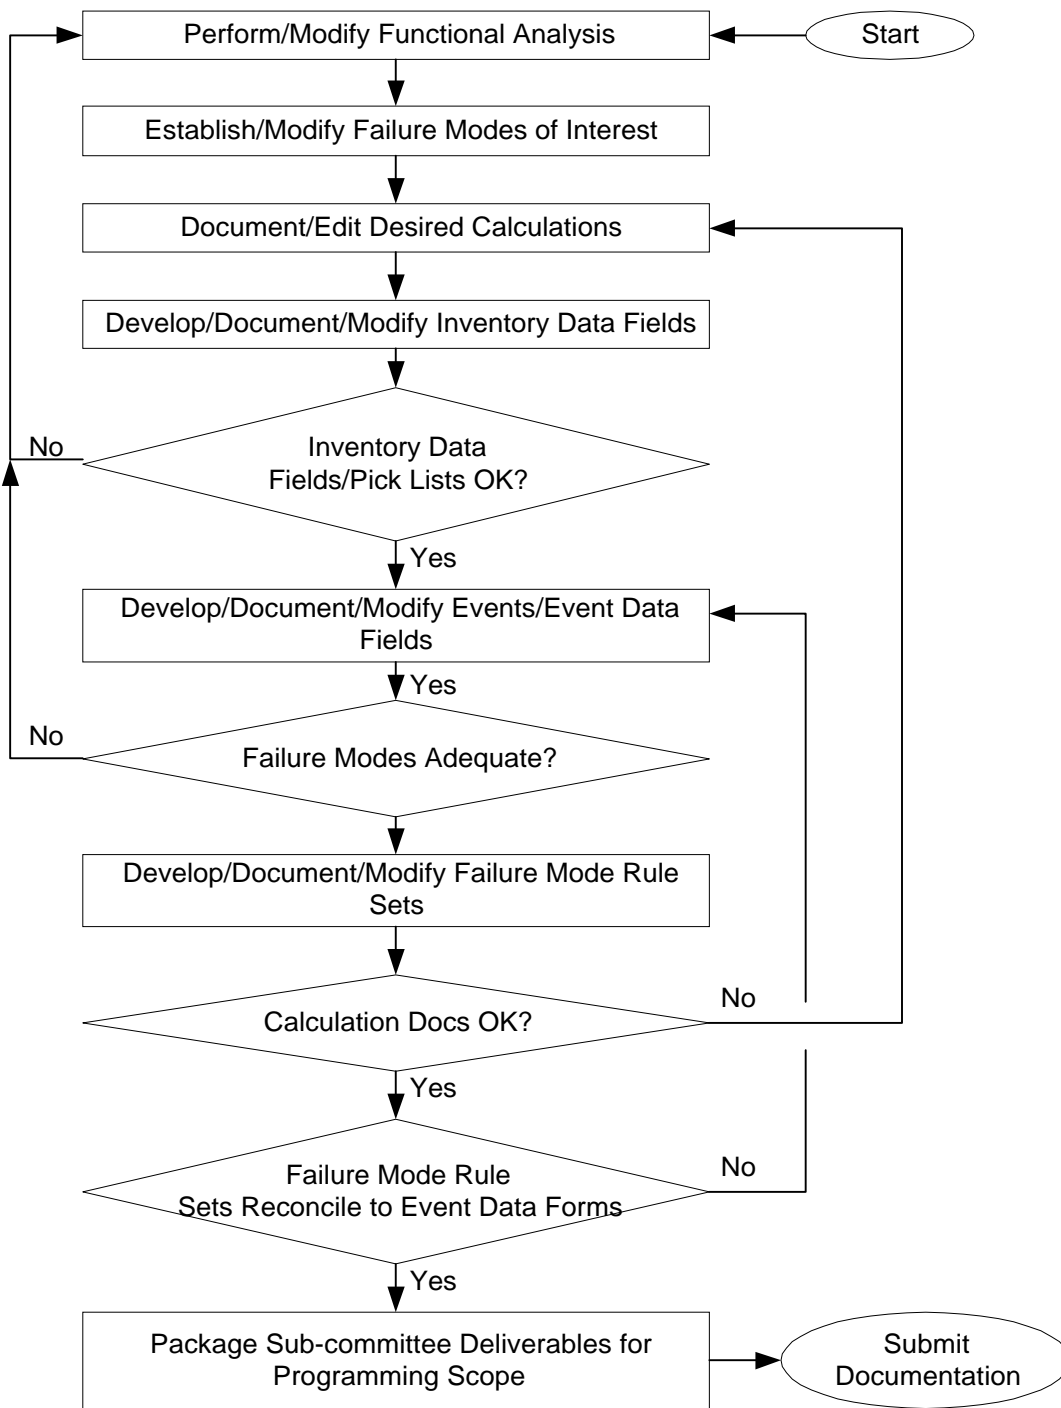 Perform/Modify Functional Analysis
Start
Establish/Modify Failure Modes of Interest
Document/Edit Desired Calculations
Develop/Document/Modify Inventory Data Fields
No
Inventory Data
Fields/Pick Lists OK?
Yes
Develop/Document/Modify Events/Event Data
Fields
Yes
No
Failure Modes Adequate?
Develop/Document/Modify Failure Mode Rule
Sets
No
Calculation Docs OK?
Yes
No
Failure Mode Rule
Sets Reconcile to Event Data Forms
Yes
Package Sub-committee Deliverables for
Programming Scope
Submit
Documentation